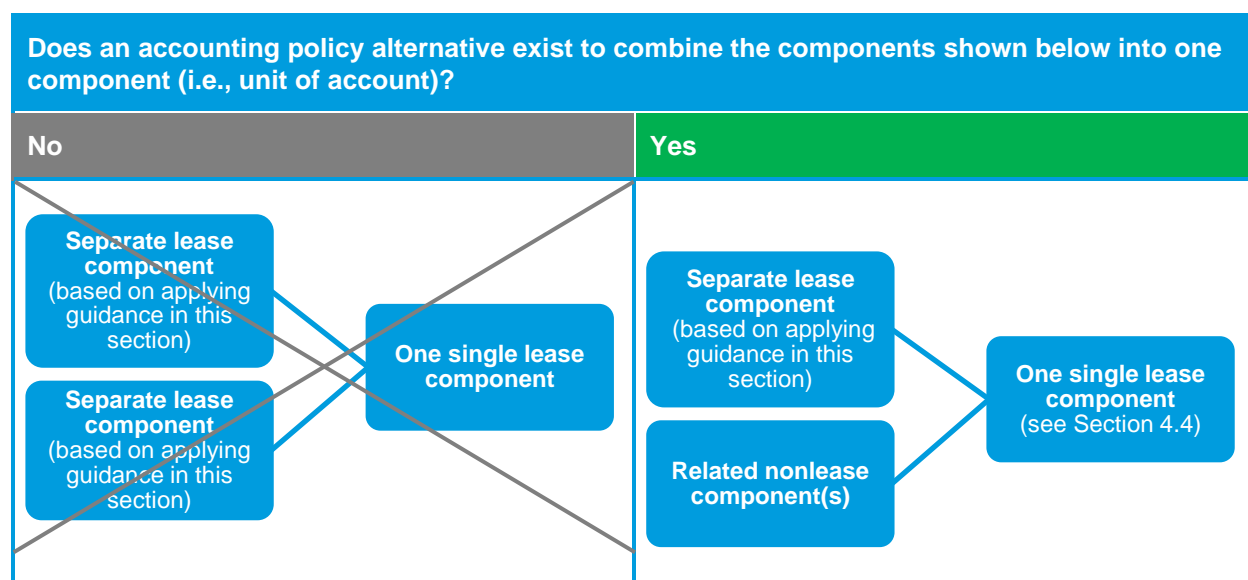 Does an accounting policy alternative exist to combine the components shown below into one
component (i.e., unit of account)?
No
Yes
Separate lease
component
(based on applying
guidance in this
section)
Separate lease
component
(based on applying
guidance in this
section)
One single lease
component
Separate lease
component
(based on applying
guidance in this
section)
Related nonlease
component(s)
One single lease
component
(see Section 4.4)